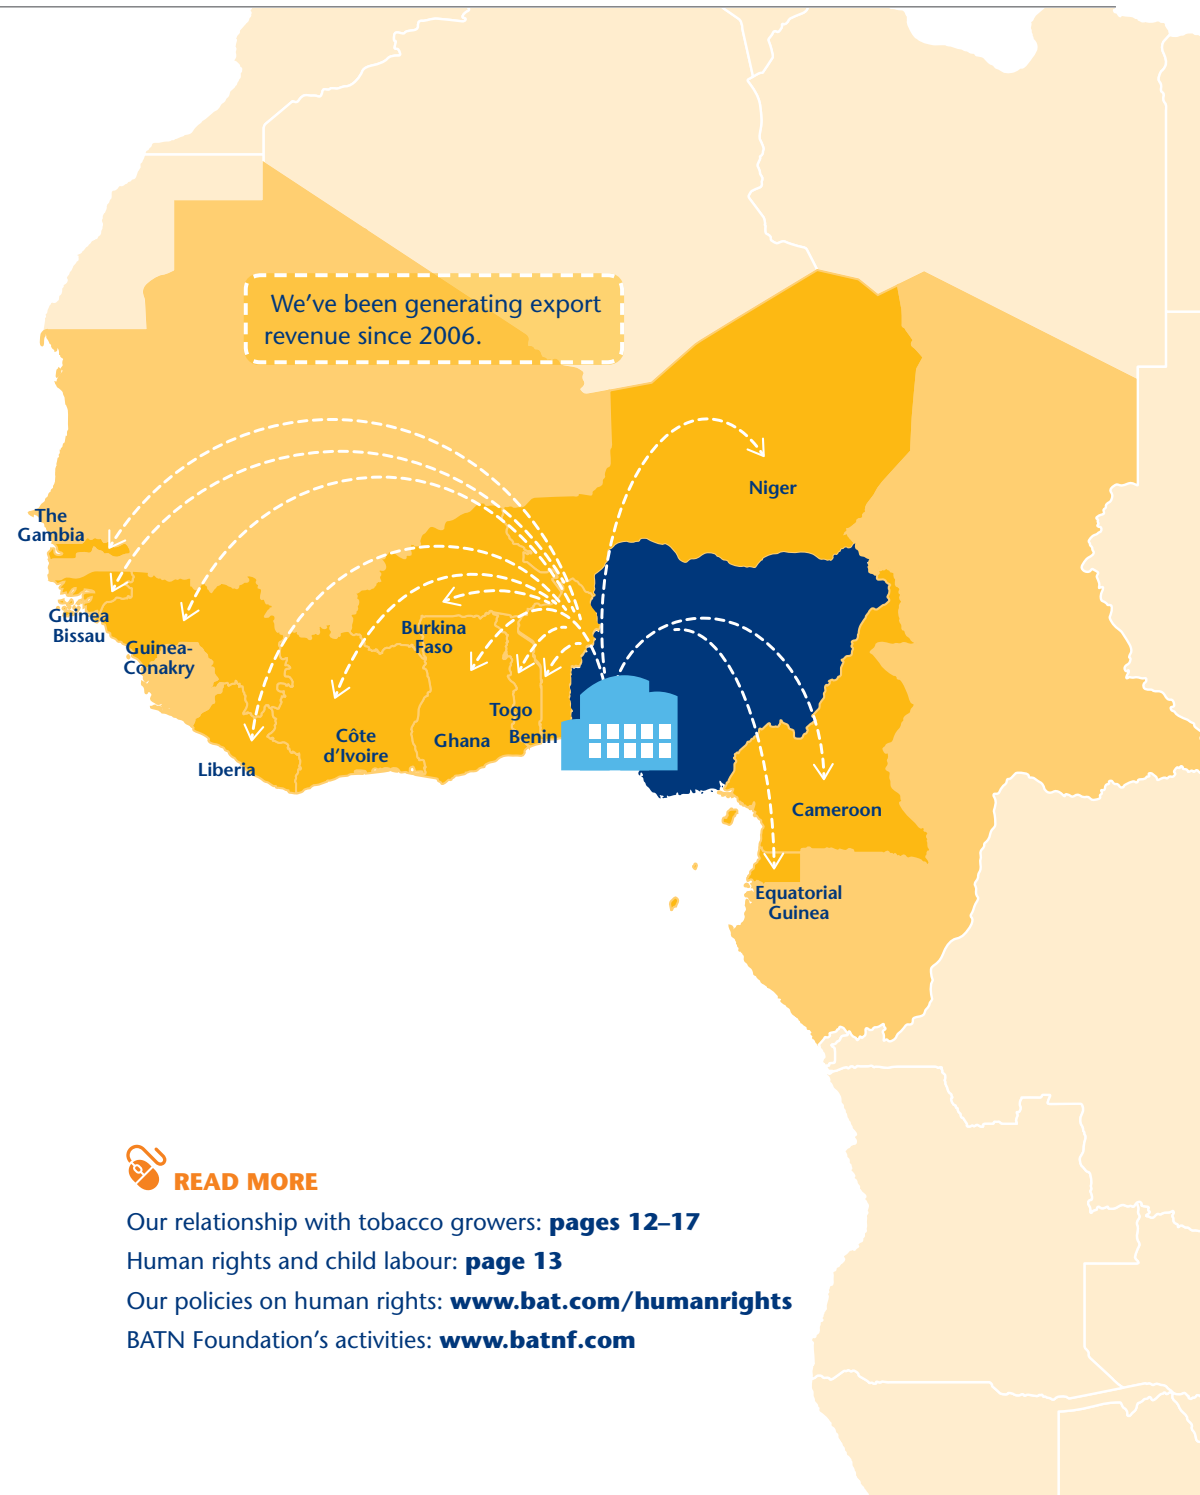 We’ve been generating export
revenue since 2006.
Niger
The
Gambia
Guinea
Bissau
Guinea-
Conakry
Burkina
Faso
Togo
Benin
Ghana
Côte
d’Ivoire
Liberia
Cameroon
Equatorial
Guinea
READ MORE
Our relationship with tobacco growers: pages 12–17
Human rights and child labour: page 13
Our policies on human rights: www.bat.com/humanrights
BATN Foundation’s activities: www.batnf.com